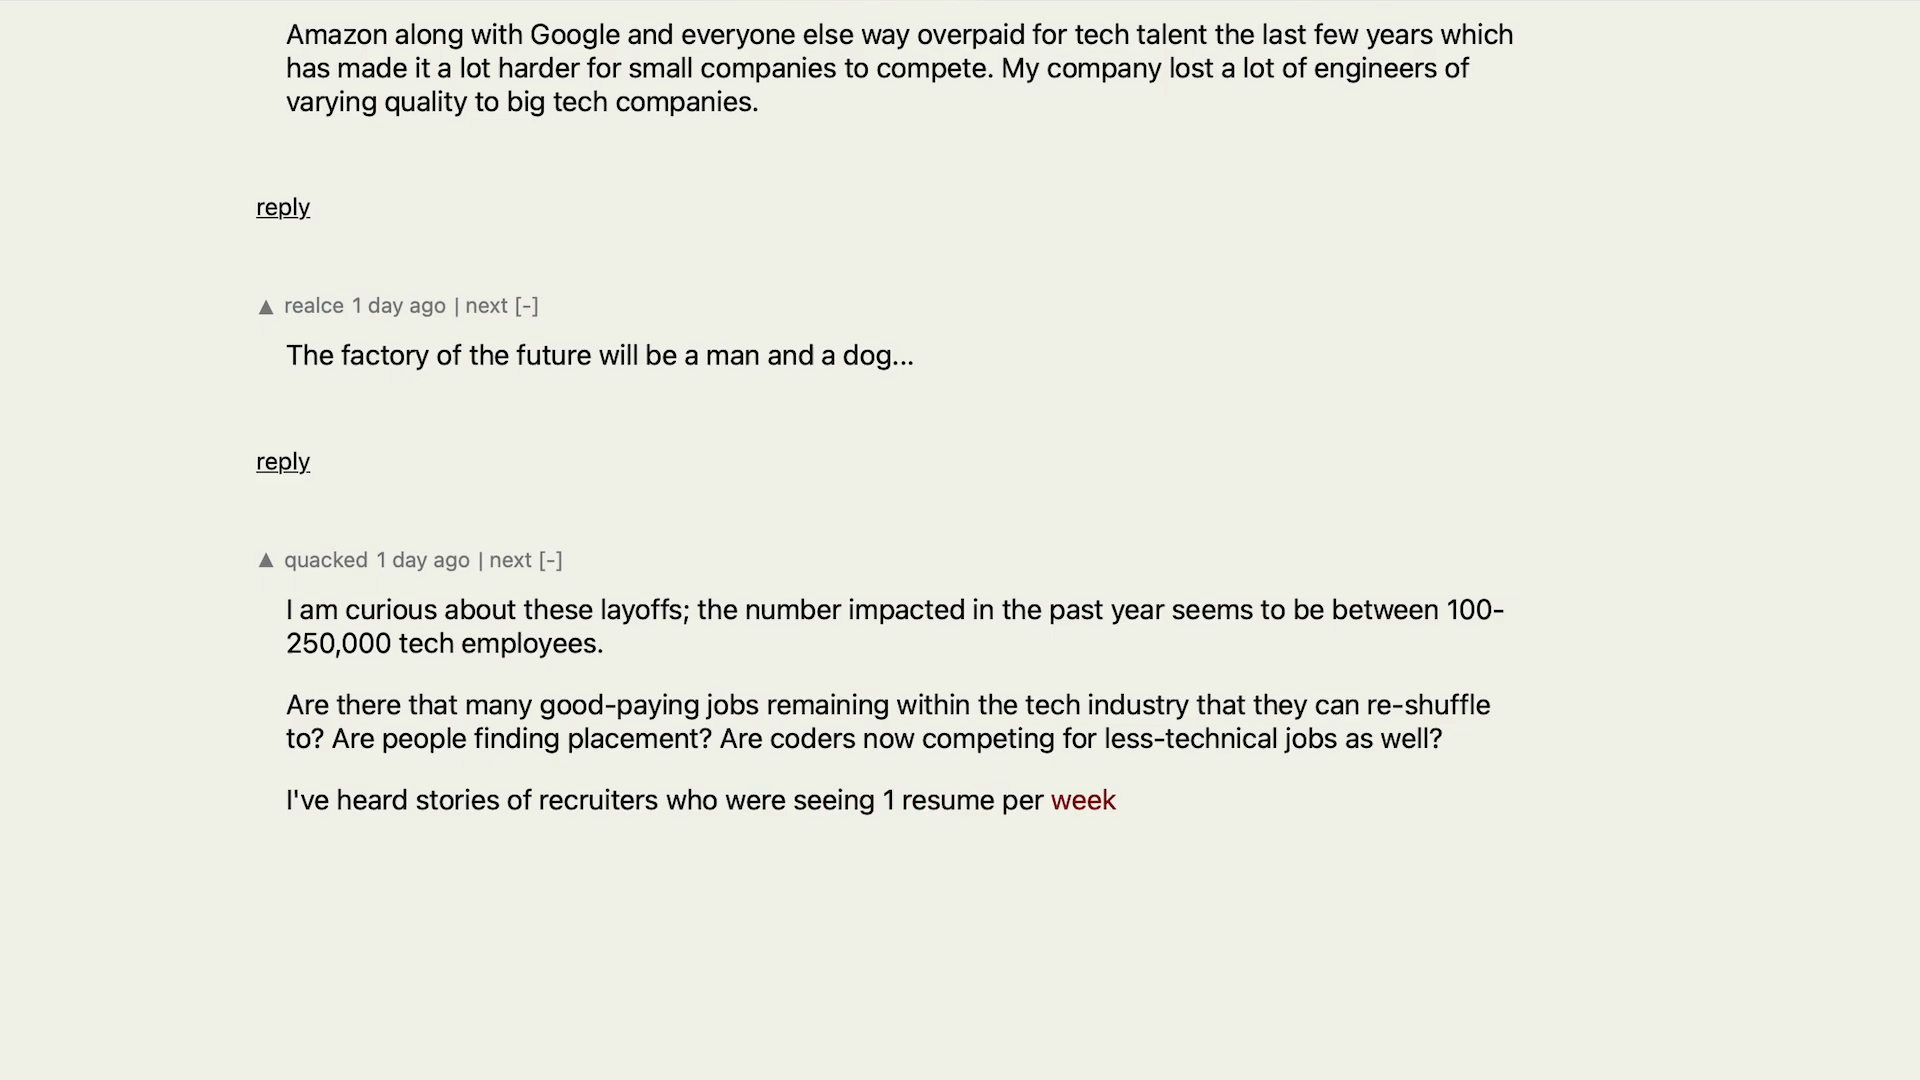 Amazon along with Google and everyone else way overpaid for tech talent the last few years which
has made it a lot harder for small companies to compete. My company lost a lot of engineers of
varying quality to big tech companies.
reply
▲ realce 1 day ago | next [-]
The factory of the future will be a man and a dog...
reply
▲ quacked 1 day ago | next [-]
I am curious about these layoffs; the number impacted in the past year seems to be between 100-
250,000 tech employees.
Are there that many good-paying jobs remaining within the tech industry that they can re-shuffle
to? Are people finding placement? Are coders now competing for less-technical jobs as well?
I've heard stories of recruiters who were seeing 1 resume per week